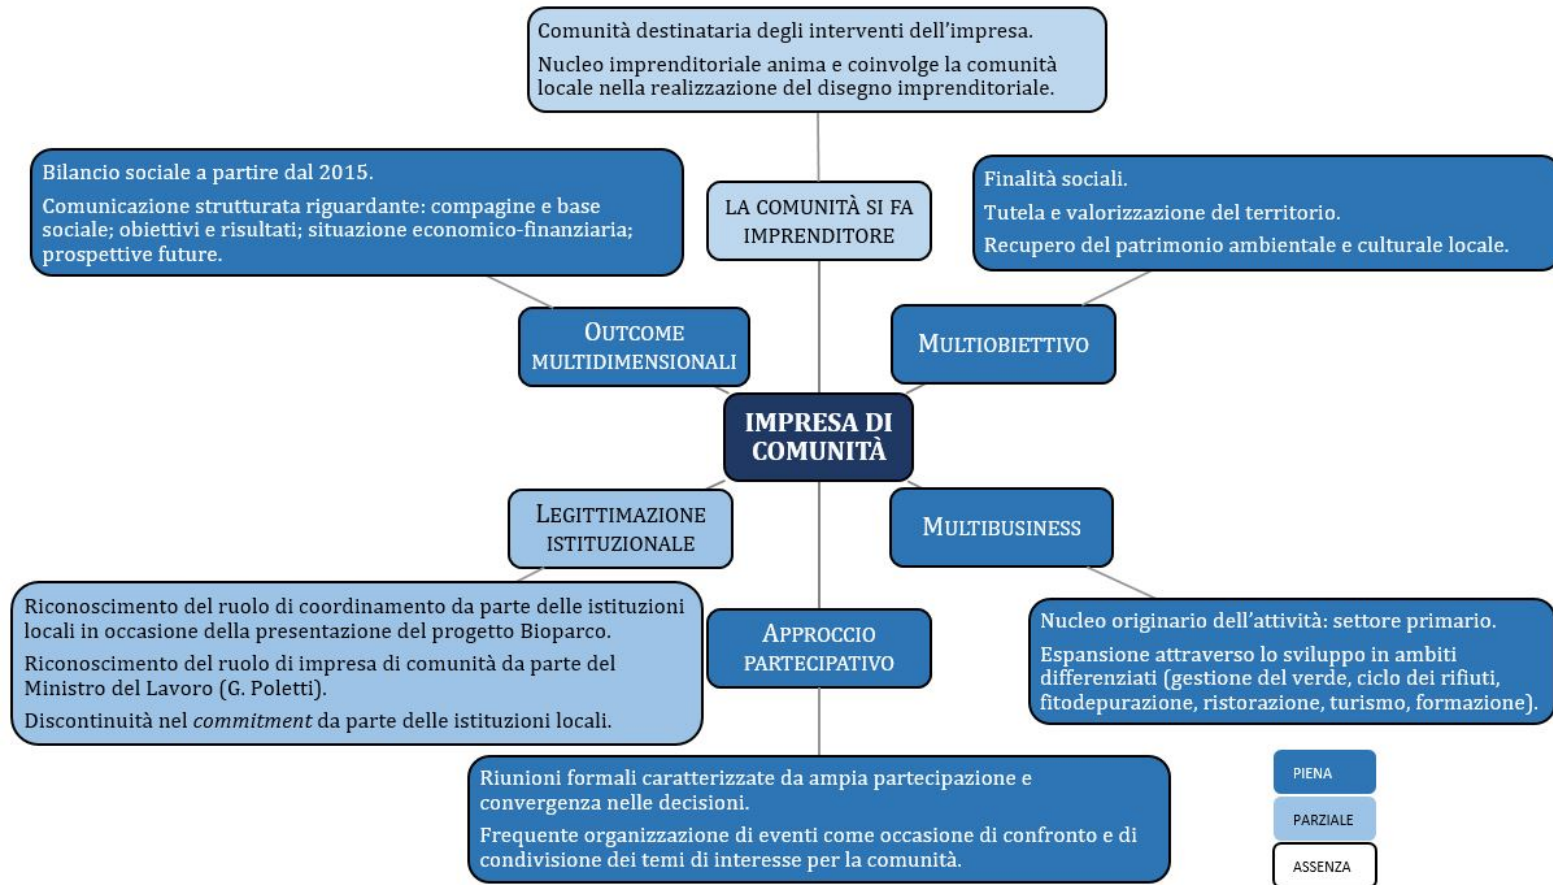 Comunità destinataria degli interventi dell’impresa.
Nucleo imprenditoriale anima e coinvolge la comunità
locale nella realizzazione del disegno imprenditoriale.
Bilancio sociale a partire dal 2015.
Comunicazione strutturata riguardante: compagine e base
sociale; obiettivi e risultati; situazione economico-finanziaria;
prospettive future.
LA COMUNITÀ SI FA
IMPRENDITORE
Finalità sociali.
Tutela e valorizzazione del territorio.
Recupero del patrimonio ambientale e culturale locale.
OUTCOME
MULTIDIMENSIONALI
MULTIOBIETTIVO
IMPRESA DI
COMUNITÀ
LEGITTIMAZIONE
ISTITUZIONALE
MULTIBUSINESS
Riconoscimento del ruolo di coordinamento da parte delle istituzioni
locali in occasione della presentazione del progetto Bioparco.
Riconoscimento del ruolo di impresa di comunità da parte del
Ministro del Lavoro (G. Poletti).
Discontinuità nel commitment da parte delle istituzioni locali.
APPROCCIO
PARTECIPATIVO
Nucleo originario dell’attività: settore primario.
Espansione attraverso lo sviluppo in ambiti
differenziati (gestione del verde, ciclo dei rifiuti,
fitodepurazione, ristorazione, turismo, formazione).
Riunioni formali caratterizzate da ampia partecipazione e
convergenza nelle decisioni.
Frequente organizzazione di eventi come occasione di confronto e di
condivisione dei temi di interesse per la comunità.
PIENA
PARZIALE
ASSENZA